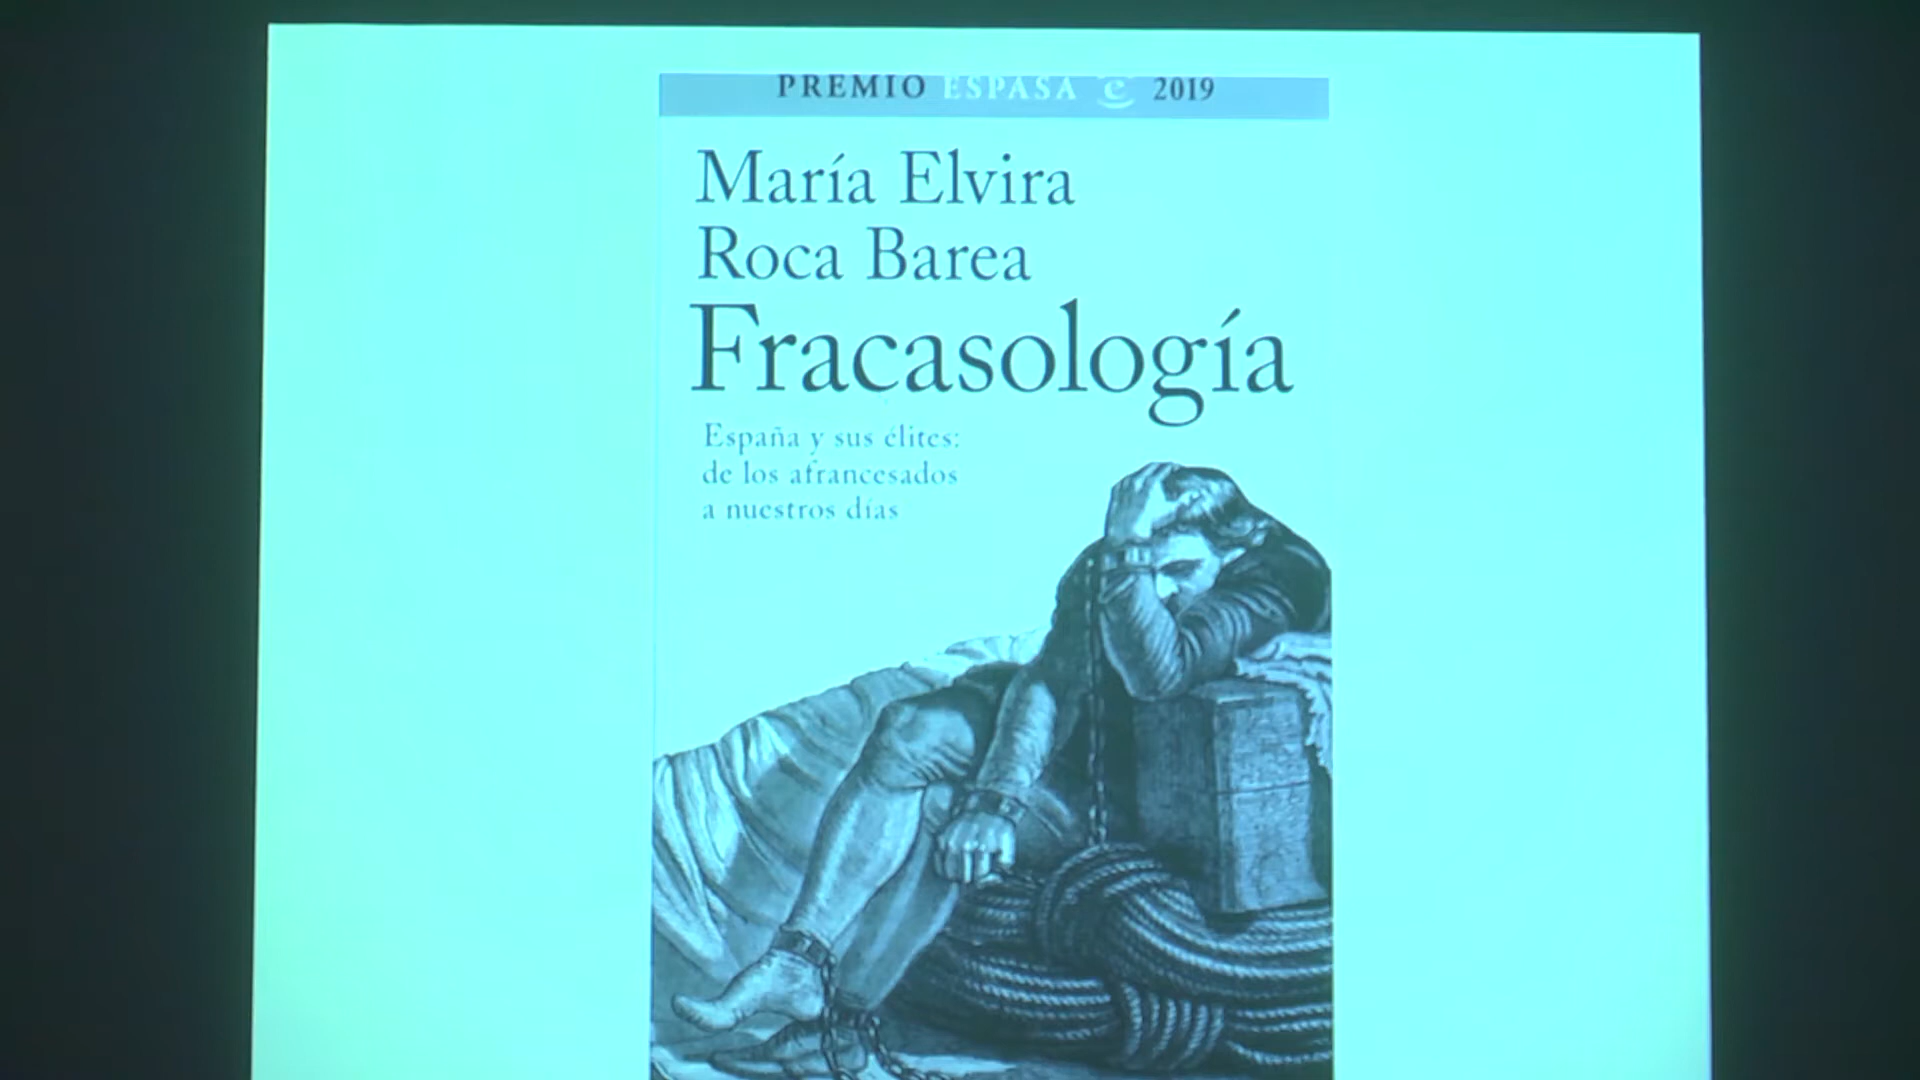 PREMIO ESPASA e 2019
María Elvira
Roca Barea
Fracasología
España y sus élites:
de los afrancesados
a nuestros días